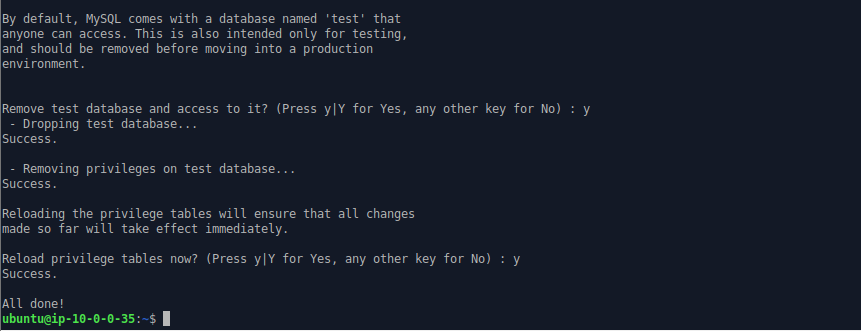 By default, MySQL comes with a database named 'test' that
anyone can access. This is also intended only for testing,
and should be removed before moving into a production
environment.
Remove test database and access to it? (Press y|Y for Yes, any other key for No) : y
 - Dropping test database...
Success.
 - Removing privileges on test database...
Success.
Reloading the privilege tables will ensure that all changes
made so far will take effect immediately.
Reload privilege tables now? (Press y|Y for Yes, any other key for No) : y
Success.
All done!
ubuntu@ip-10-0-0-35:~$